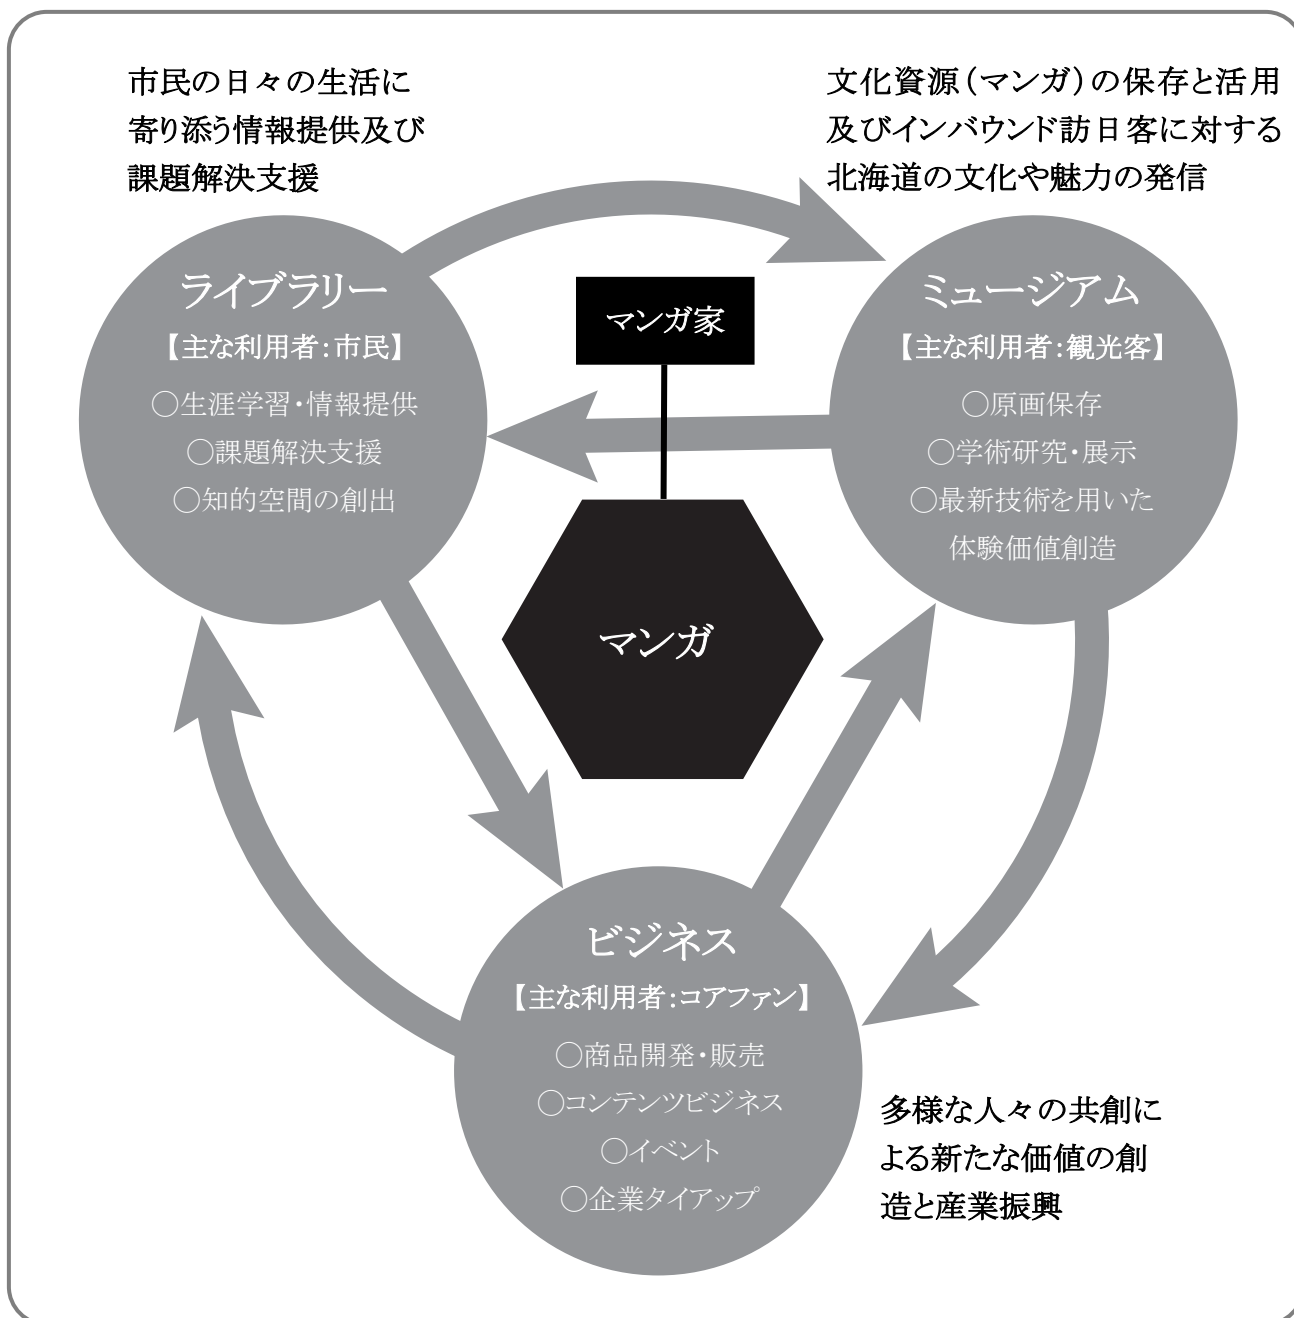 市民の日々の生活に
寄り添う情報提供及び
課題解決支援
文化資源(マンガ)の保存と活用
及びインバウンド訪日客に対する
北海道の文化や魅力の発信
ライブラリー
【主な利用者:市民】
○生涯学習・情報提供
○課題解決支援
○知的空間の創出
マンガ家
ミュージアム
【主な利用者:観光客】
○原画保存
○学術研究・展示
○最新技術を用いた
体験価値創造
マンガ
ビジネス
【主な利用者:コアファン】
○商品開発・販売
○コンテンツビジネス
○イベント
○企業タイアップ
多様な人々の共創に
よる新たな価値の創
造と産業振興